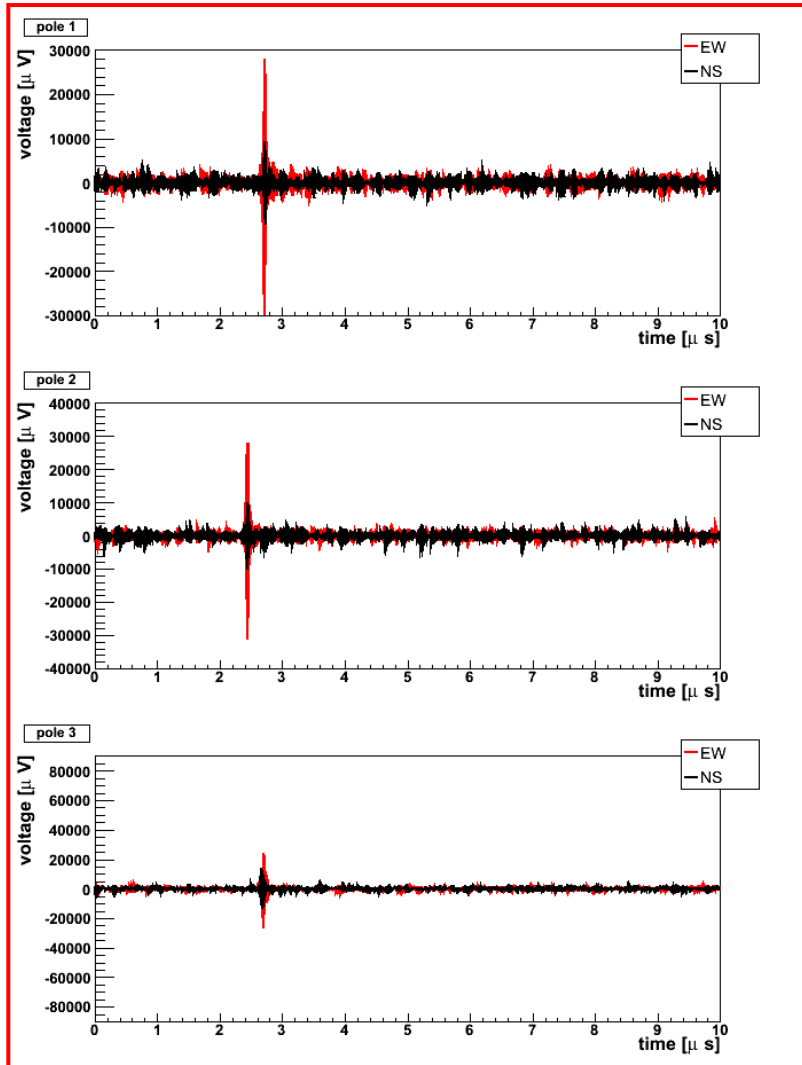 pole 1
voltage [μ V]
30000
20000
10000
0
-10000
-20000
-30000
0 1 2 3 4 5 6 7 8 9 10
time [μ s]
EW
NS
pole 2
voltage [μ V]
40000
30000
20000
10000
0
-10000
-20000
-30000
-40000
0 1 2 3 4 5 6 7 8 9 10
time [μ s]
EW
NS
pole 3
voltage [μ V]
80000
60000
40000
20000
0
-20000
-40000
-60000
-80000
0 1 2 3 4 5 6 7 8 9 10
time [μ s]
EW
NS